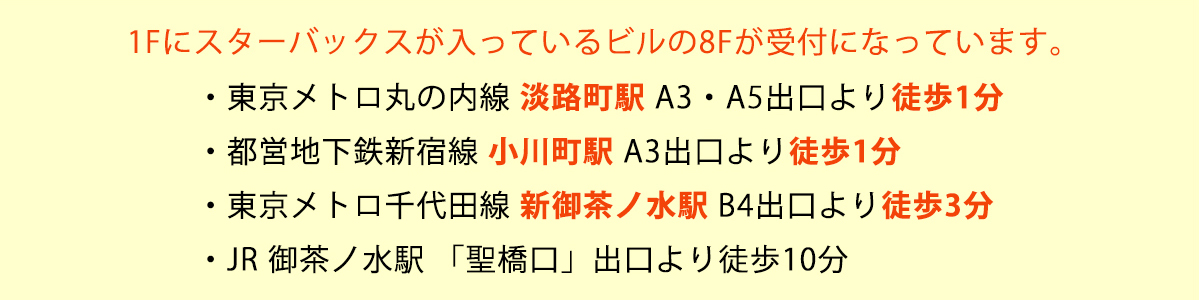 1Fにスターバックスが入っているビルの8Fが受付になっています。
・東京メトロ丸の内線 淡路町駅 A3・A5出口より徒歩1分
・都営地下鉄新宿線 小川町駅 A3出口より徒歩1分
・東京メトロ千代田線 新御茶ノ水駅 B4出口より徒歩3分
・JR 御茶ノ水駅 「聖橋口」出口より徒歩10分